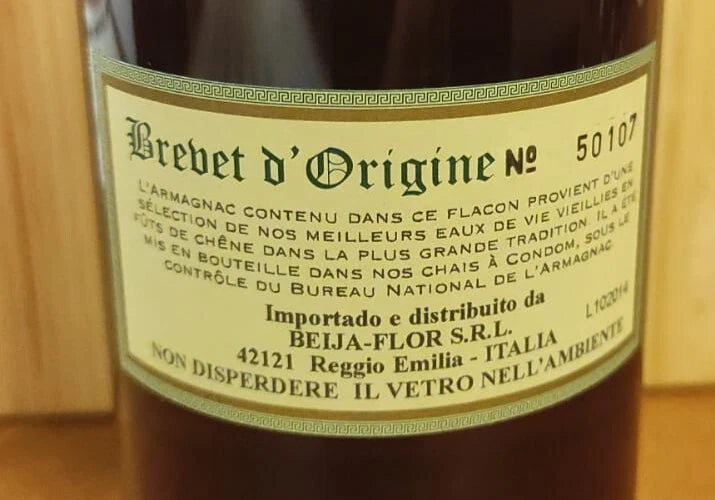 Brevet d'Origine Nº 50107
L'ARMAGNAC CONTENU DANS CE FLACON PROVIENT D'UNE
SÉLECTION DE NOS MEILLEURS EAUX DE VIE VIEILLIES EN
FÛTS DE CHÊNE DANS LA PLUS GRANDE TRADITION. IL A ÉTÉ
MIS EN BOUTEILLE DANS NOS CHAIS À CONDOM, SOUS LE
CONTRÔLE DU BUREAU NATIONAL DE L'ARMAGNAC
Importado e distribuito da
BEIJA-FLOR S.R.L.
L102014
42121 Reggio Emilia - ITALIA
NON DISPERDERE IL VETRO NELL'AMBIENTE